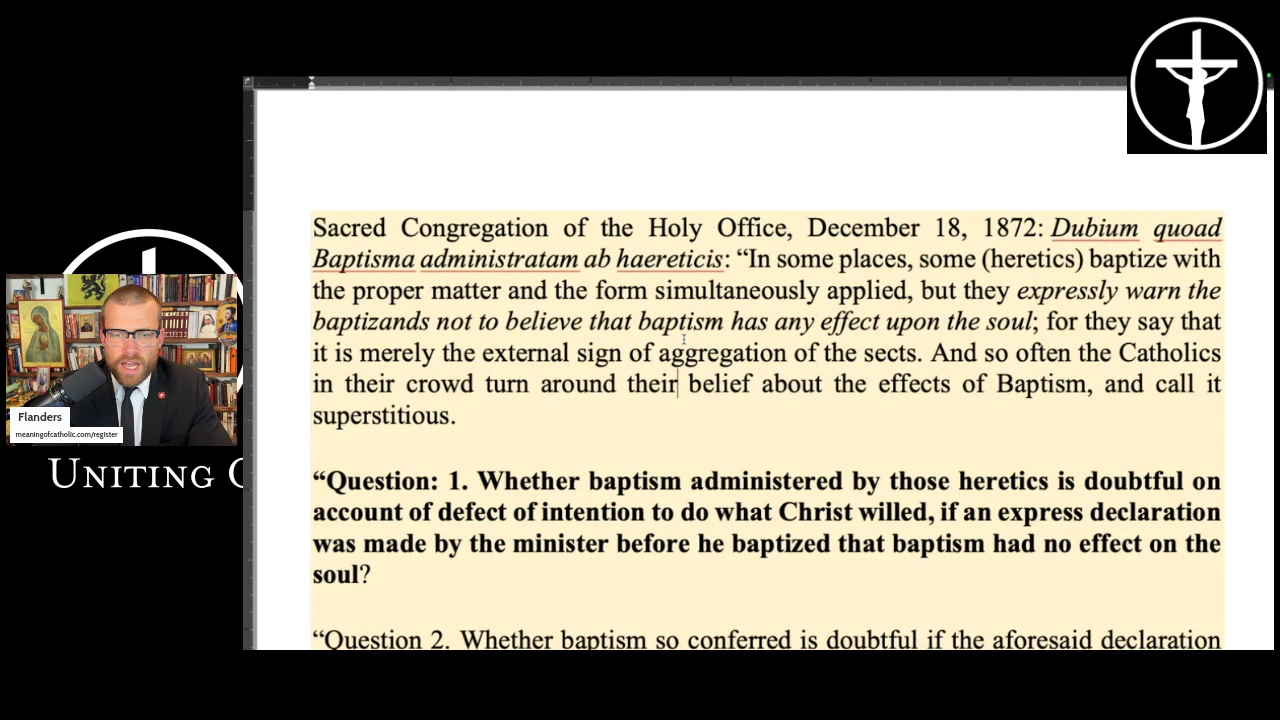 Sacred Congregation of the Holy Office, December 18, 1872: Dubium quoad
Baptisma administratam ab haereticis: “In some places, some (heretics) baptize with
the proper matter and the form simultaneously applied, but they expressly warn the
baptizands not to believe that baptism has any effect upon the soul; for they say that
it is merely the external sign of aggregation of the sects. And so often the Catholics
in their crowd turn around their belief about the effects of Baptism, and call it
superstitious.
“Question: 1. Whether baptism administered by those heretics is doubtful on
account of defect of intention to do what Christ willed, if an express declaration
was made by the minister before he baptized that baptism had no effect on the
soul?
“Question 2. Whether baptism so conferred is doubtful if the aforesaid declaration
Flanders
meaningofcatholic.com/register
UNITING